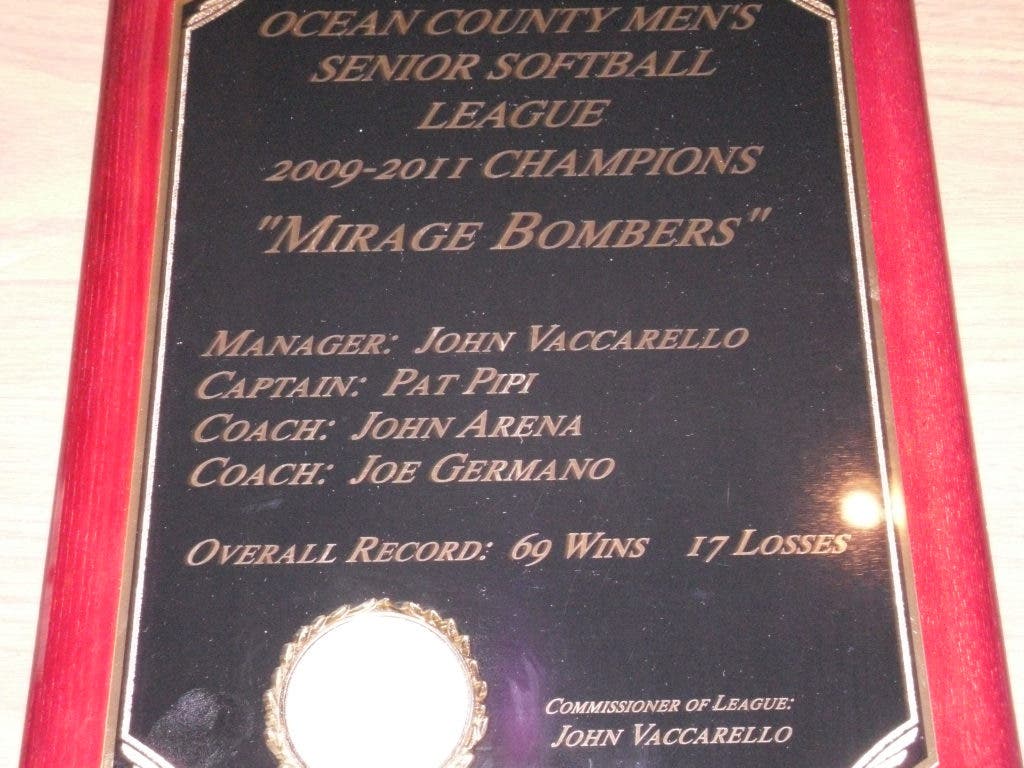 OCEAN COUNTY MEN'S
SENIOR SOFTBALL
LEAGUE
2009-2011 CHAMPIONS
"MIRAGE BOMBERS"
MANAGER: JOHN VACCARELLO
CAPTAIN: PAT PIPI
COACH: JOHN ARENA
COACH: JOE GERMANO
OVERALL RECORD: 69 WINS 17 LOSSES
COMMISSIONER OF LEAGUE:
JOHN VACCARELLO